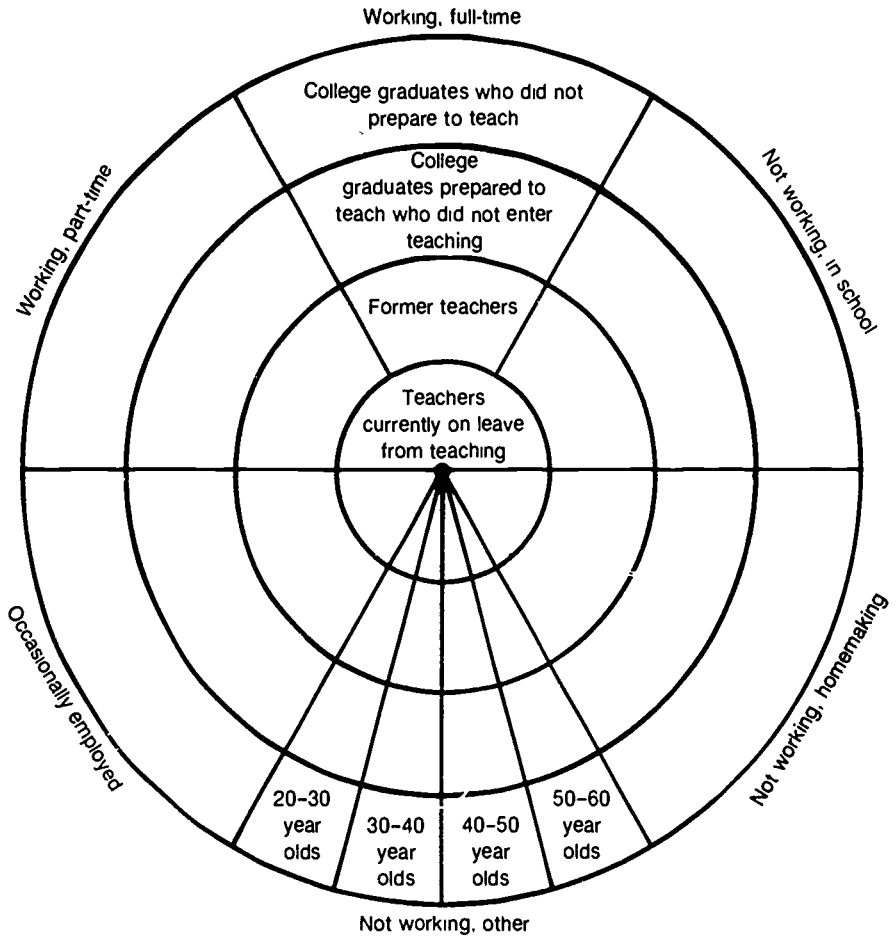 Working, full-time
College graduates who did not
prepare to teach
College
graduates prepared to
teach who did not enter
teaching
Working, part-time
Not working, in school
Former teachers
Teachers
currently on leave
from teaching
Occasionally employed
Not working, homemaking
20-30
year
olds
30-40
year
olds
40-50
year
olds
50-60
year
olds
Not working, other